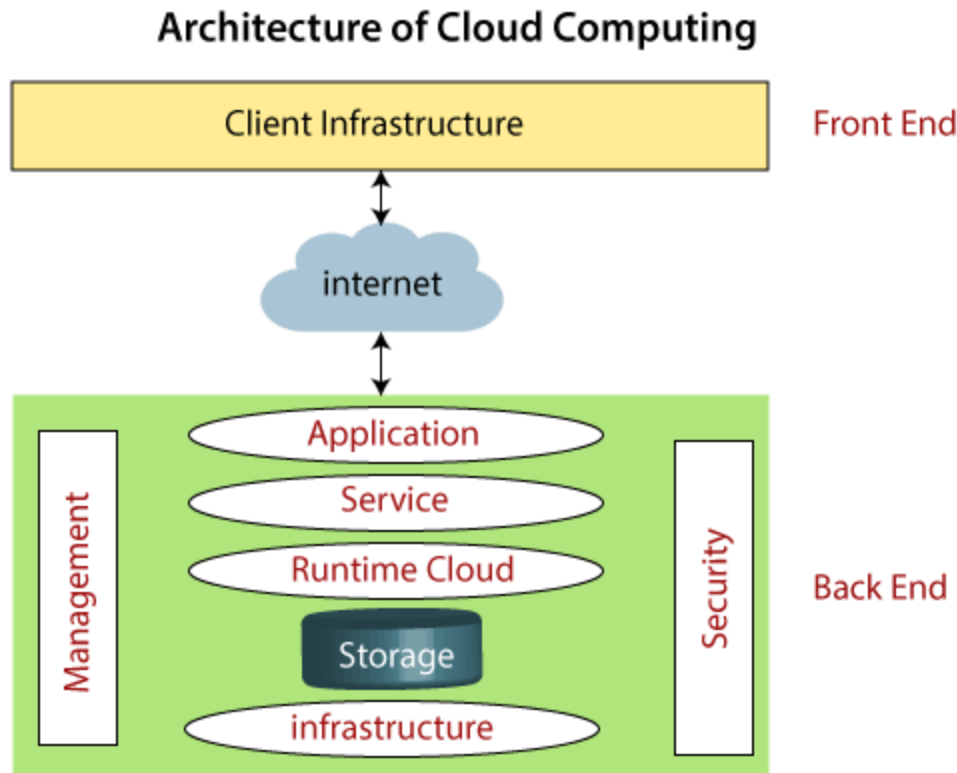 Architecture of Cloud Computing
Client Infrastructure
Front End
internet
Application
Service
Runtime Cloud
Storage
infrastructure
Management
Security
Back End